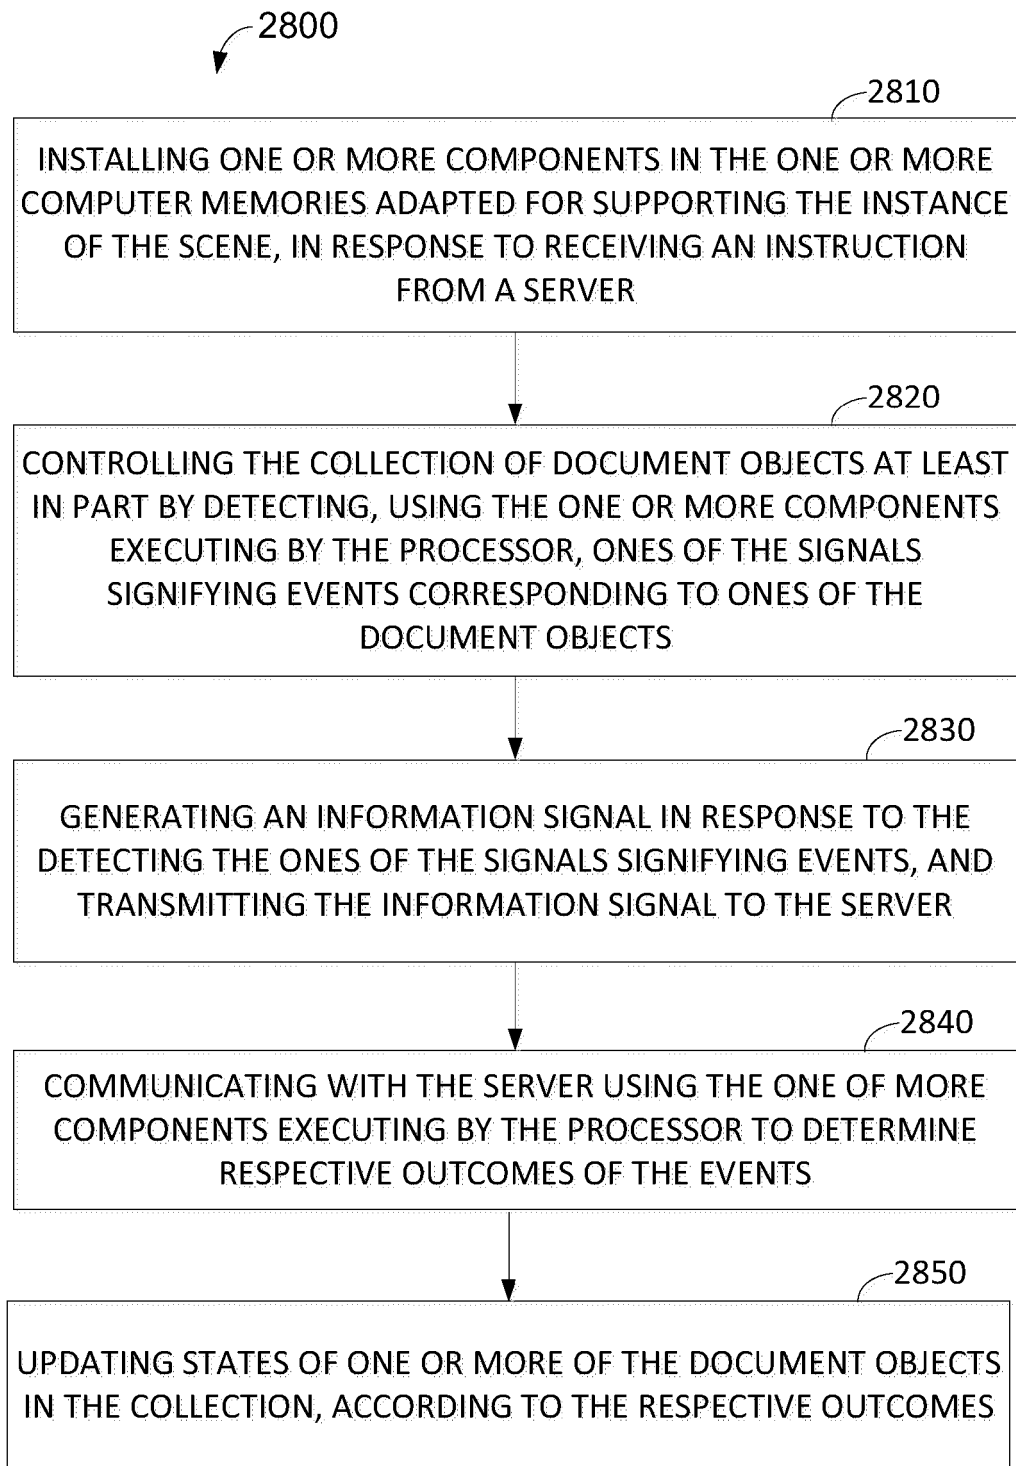 2800
2810
INSTALLING ONE OR MORE COMPONENTS IN THE ONE OR MORE
COMPUTER MEMORIES ADAPTED FOR SUPPORTING THE INSTANCE
OF THE SCENE, IN RESPONSE TO RECEIVING AN INSTRUCTION
FROM A SERVER
2820
CONTROLLING THE COLLECTION OF DOCUMENT OBJECTS AT LEAST
IN PART BY DETECTING, USING THE ONE OR MORE COMPONENTS
EXECUTING BY THE PROCESSOR, ONES OF THE SIGNALS
SIGNIFYING EVENTS CORRESPONDING TO ONES OF THE
DOCUMENT OBJECTS
2830
GENERATING AN INFORMATION SIGNAL IN RESPONSE TO THE
DETECTING THE ONES OF THE SIGNALS SIGNIFYING EVENTS, AND
TRANSMITTING THE INFORMATION SIGNAL TO THE SERVER
2840
COMMUNICATING WITH THE SERVER USING THE ONE OF MORE
COMPONENTS EXECUTING BY THE PROCESSOR TO DETERMINE
RESPECTIVE OUTCOMES OF THE EVENTS
2850
UPDATING STATES OF ONE OR MORE OF THE DOCUMENT OBJECTS
IN THE COLLECTION, ACCORDING TO THE RESPECTIVE OUTCOMES